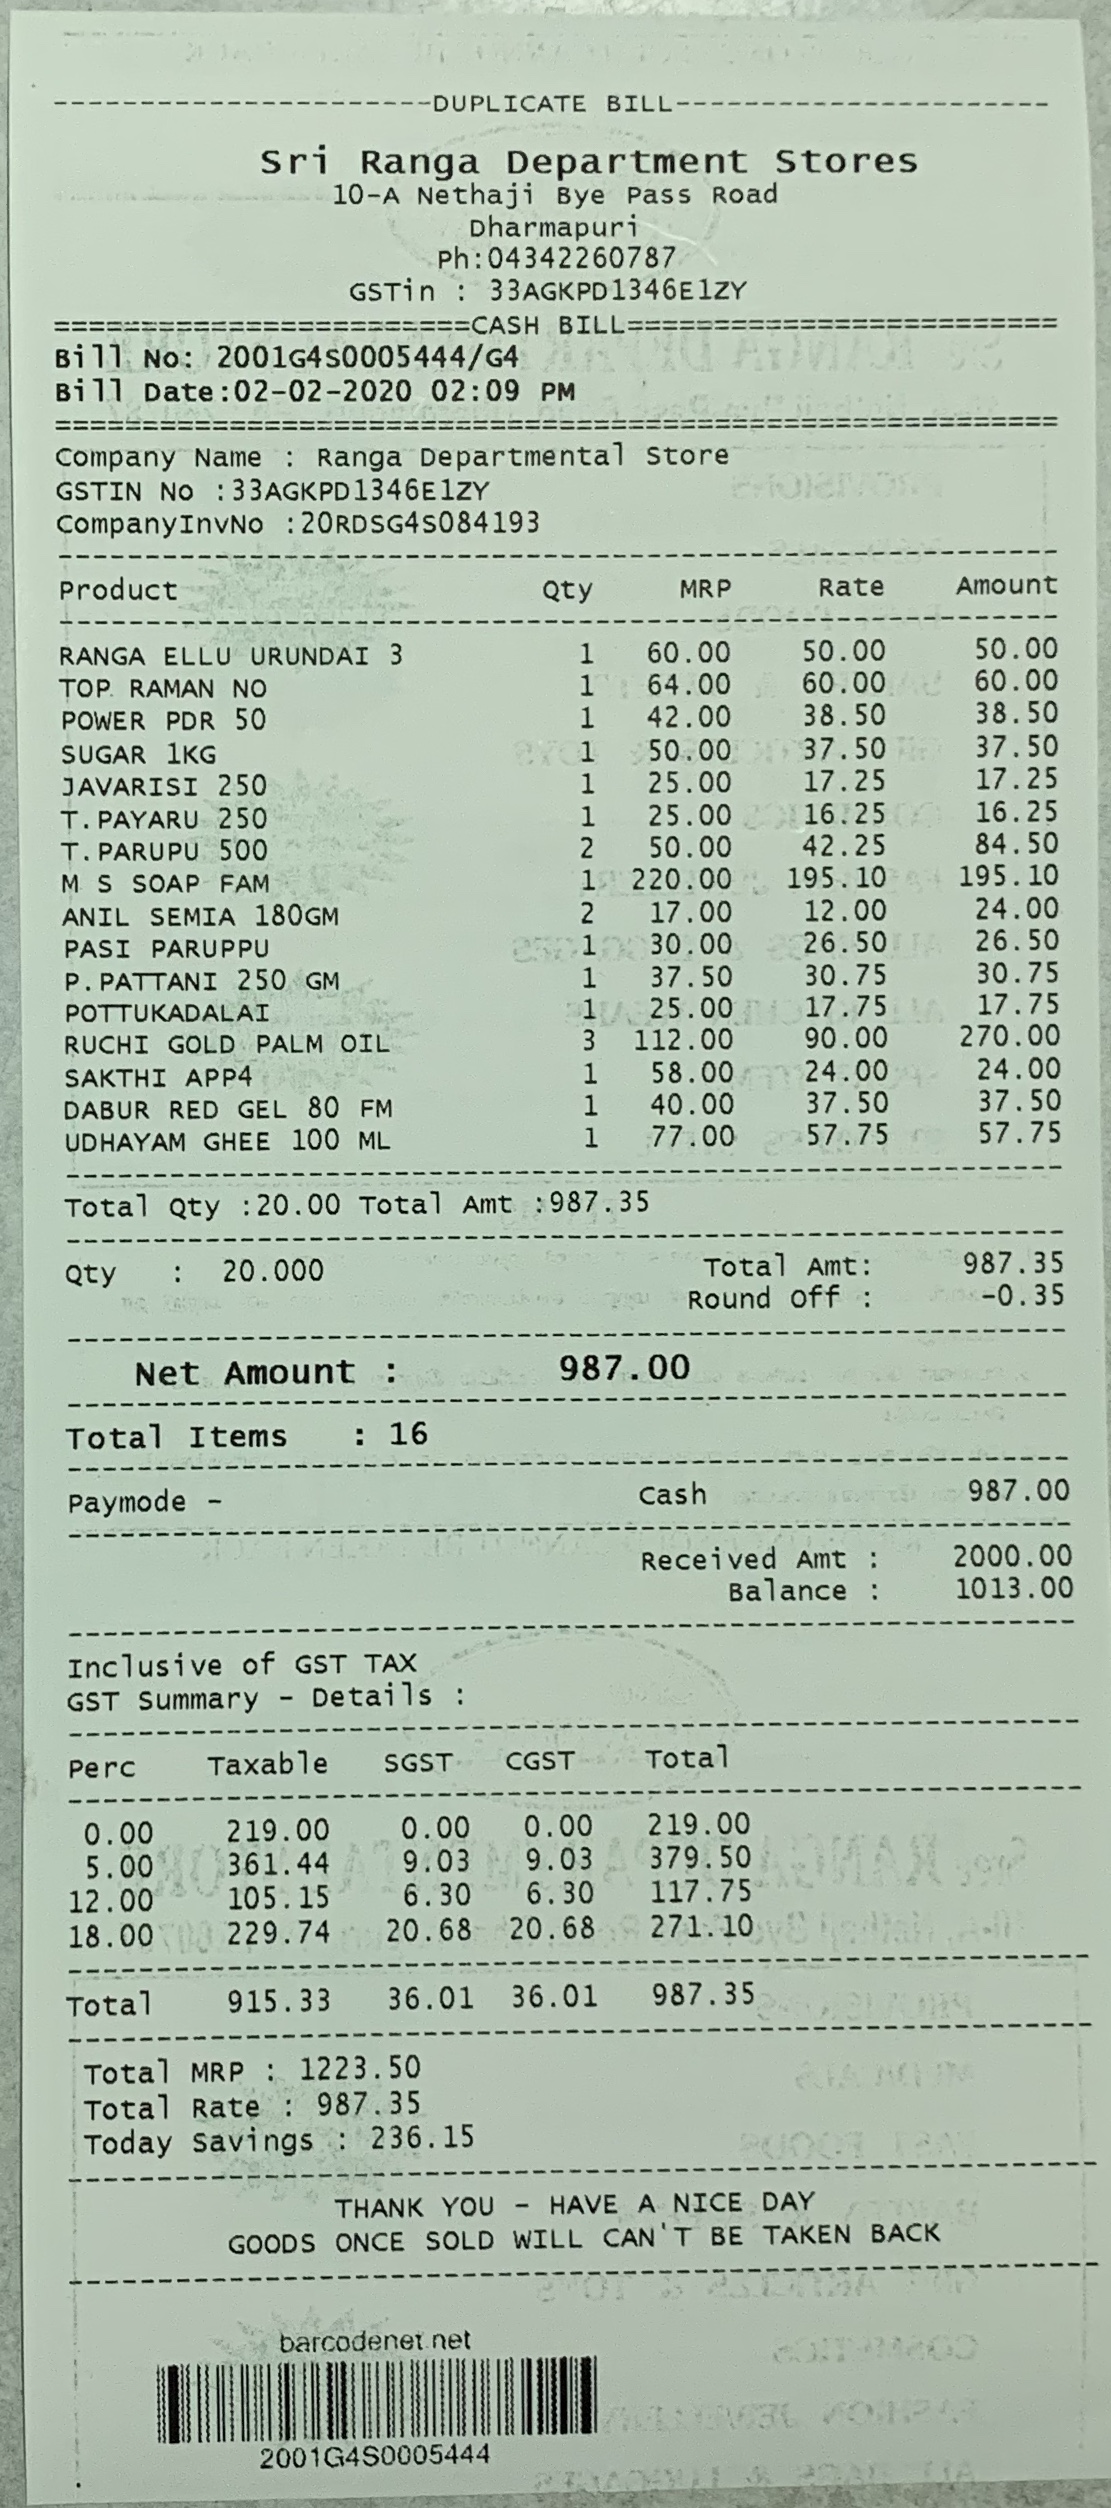 ----------------------DUPLICATE BILL----------------------
Sri Ranga Department Stores
10-A Nethaji Bye Pass Road
Dharmapuri
Ph:04342260787
GSTin : 33AGKPD1346E1ZY
========================CASH BILL=========================
Bill No: 2001G4S0005444/G4
Bill Date:02-02-2020 02:09 PM
Company Name : Ranga Departmental Store
GSTIN No :33AGKPD1346E1ZY
CompanyInvNo :20RDSG4S084193
Product Qty MRP Rate Amount
RANGA ELLU URUNDAI 3 1 60.00 50.00 50.00
TOP RAMAN NO 1 64.00 60.00 60.00
POWER PDR 50 1 42.00 38.50 38.50
SUGAR 1KG 1 50.00 37.50 37.50
JAVARISI 250 1 25.00 17.25 17.25
T.PAYARU 250 1 25.00 16.25 16.25
T.PARUPU 500 2 50.00 42.25 84.50
M S SOAP FAM 1 220.00 195.10 195.10
ANIL SEMIA 180GM 2 17.00 12.00 24.00
PASI PARUPPU 1 30.00 26.50 26.50
P.PATTANI 250 GM 1 37.50 30.75 30.75
POTTUKADALAI 1 25.00 17.75 17.75
RUCHI GOLD PALM OIL 3 112.00 90.00 270.00
SAKTHI APP4 1 58.00 24.00 24.00
DABUR RED GEL 80 FM 1 40.00 37.50 37.50
UDHAYAM GHEE 100 ML 1 77.00 57.75 57.75
Total Qty :20.00 Total Amt :987.35
Qty : 20.000 Total Amt: 987.35
Round Off : -0.35
Net Amount : 987.00
Total Items : 16
Paymode - Cash 987.00
Received Amt : 2000.00
Balance : 1013.00
Inclusive of GST TAX
GST Summary - Details :
Perc Taxable SGST CGST Total
0.00 219.00 0.00 0.00 219.00
5.00 361.44 9.03 9.03 379.50
12.00 105.15 6.30 6.30 117.75
18.00 229.74 20.68 20.68 271.10
Total 915.33 36.01 36.01 987.35
Total MRP : 1223.50
Total Rate : 987.35
Today Savings : 236.15
THANK YOU - HAVE A NICE DAY
GOODS ONCE SOLD WILL CAN'T BE TAKEN BACK
barcodenet.net
2001G4S0005444